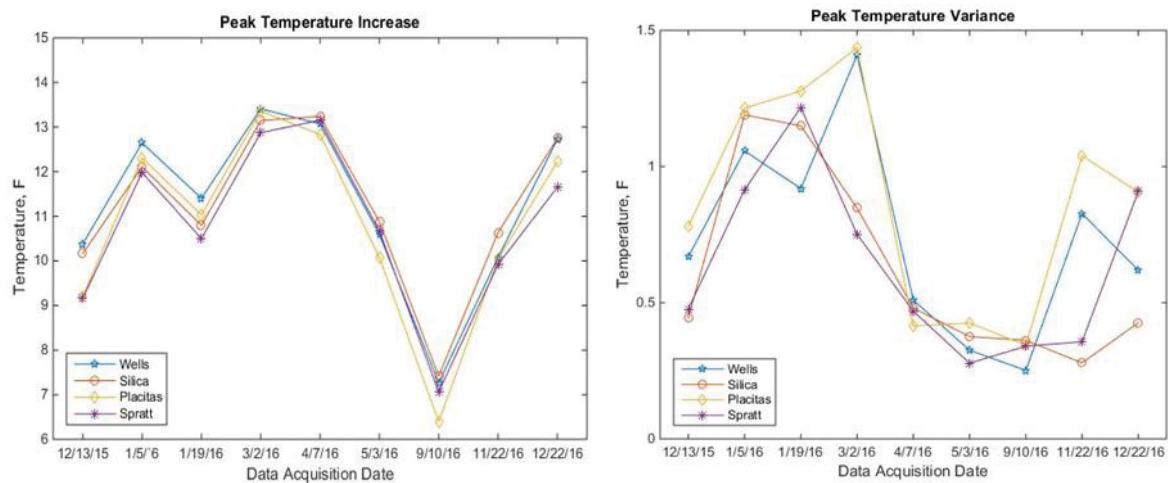 Peak Temperature Increase
Temperature, F
15
14
13
12
11
10
9
8
7
6
Wells
Silica
Placitas
Spratt
12/13/15 1/5/'6 1/19/16 3/2/16 4/7/16 5/3/16 9/10/16 11/22/16 12/22/16
Data Acquisition Date
Peak Temperature Variance
Temperature, F
1.5
1
0.5
0
Wells
Silica
Placitas
Spratt
12/13/15 1/5/16 1/19/16 3/2/16 4/7/16 5/3/16 9/10/16 11/22/16 12/22/16
Data Acquisition Date